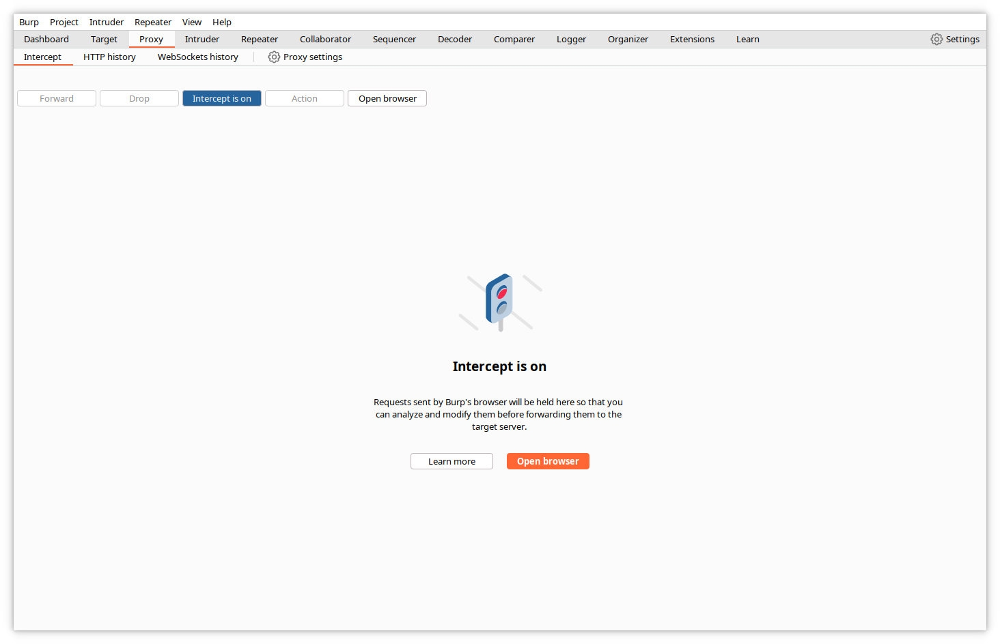 Burp Project Intruder Repeater View Help
Dashboard Target Proxy Intruder Repeater Collaborator Sequencer Decoder Comparer Logger Organizer Extensions Learn Settings
Intercept HTTP history WebSockets history Proxy settings
Forward Drop Intercept is on Action Open browser
Intercept is on
Requests sent by Burp's browser will be held here so that you
can analyze and modify them before forwarding them to the
target server.
Learn more Open browser